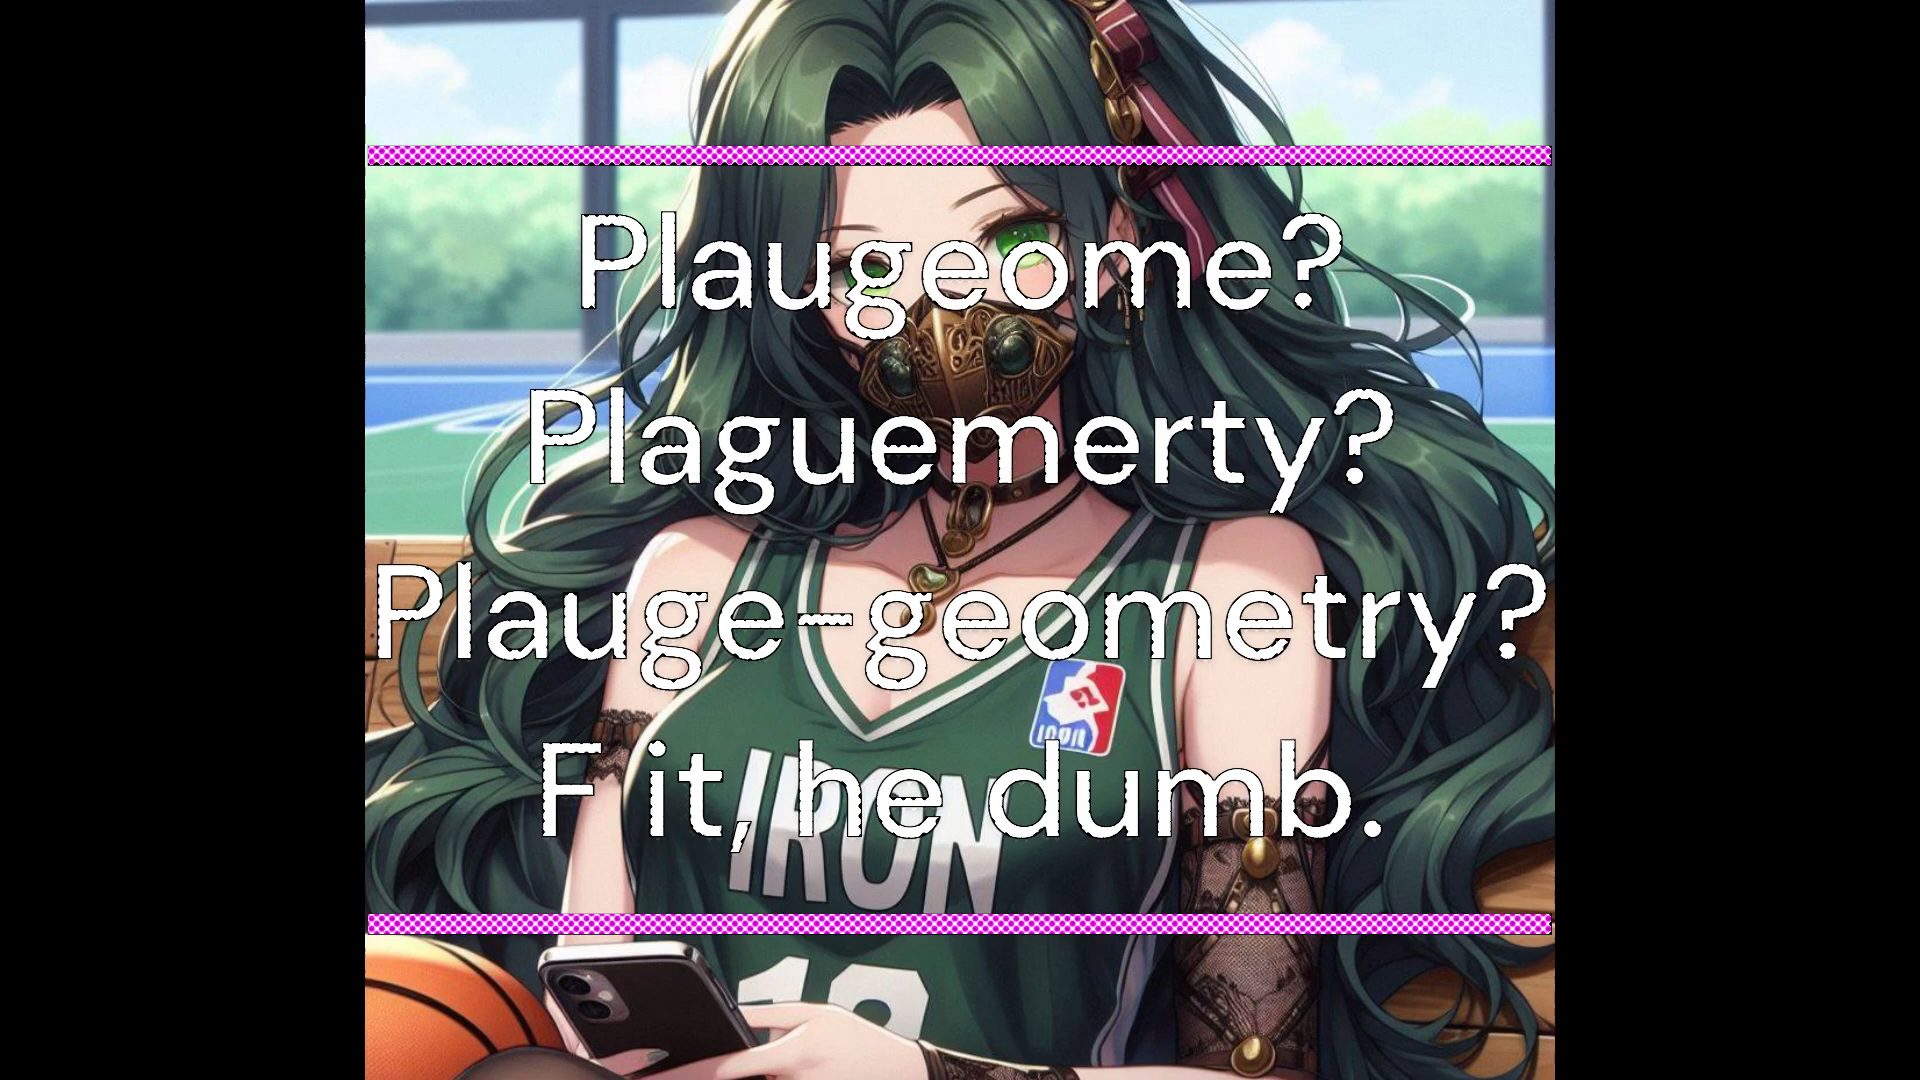 Plaugeome?
Plaguemerty?
Plauge-geometry?
F it, he dumb.
IRON